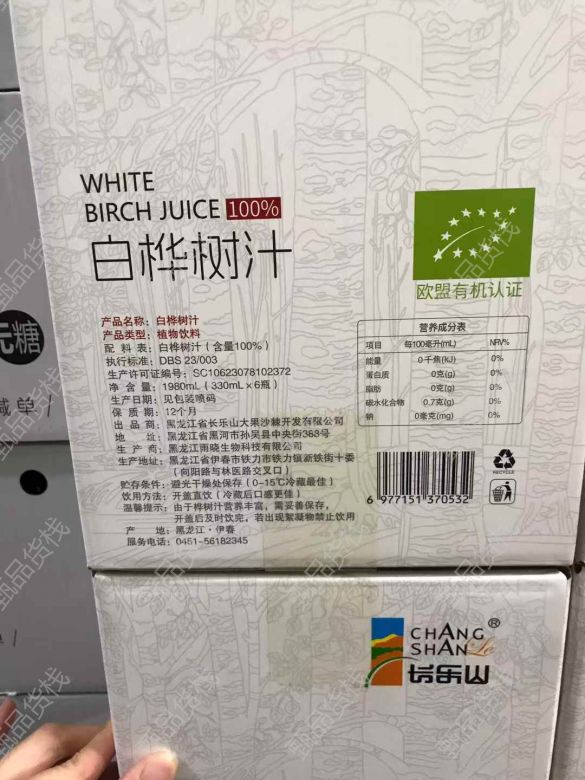 WHITE
BIRCH JUICE 100%
白桦树汁
欧盟有机认证
产品名称：白桦树汁
产品类型：植物饮料
配 料 表：白桦树汁（含量100%）
执行标准：DBS 23/003
生产许可证编号：SC10623078102372
净 含 量：1980mL（330mL×6瓶）
生产日期：见包装喷码
保 质 期：12个月
出 品 商：黑龙江省长乐山大果沙棘开发有限公司
地 址：黑龙江省黑河市孙吴县中央街388号
生 产 商：黑龙江雨晓生物科技有限公司
生产地址：黑龙江省伊春市铁力市铁力镇新铁街十委
（向阳路与林医路交叉口）
贮存条件：避光干燥处保存（0-15℃冷藏最佳）
饮用方法：开盖直饮（冷藏后口感更佳）
温馨提示：由于桦树汁营养丰富，需妥善保存，
开盖后及时饮完，若出现絮凝物禁止饮用
产 地：黑龙江·伊春
服务电话：0451-56182345
营养成分表
项目 每100毫升(mL) NRV%
能量 0千焦(kJ) 0%
蛋白质 0克(g) 0%
脂肪 0克(g) 0%
碳水化合物 0.7克(g) 0%
钠 0毫克(mg) 0%
6 977151 370532
RECYCLE
元糖
减单
CHANG
SHAN Le ®
长乐山
甄品货栈